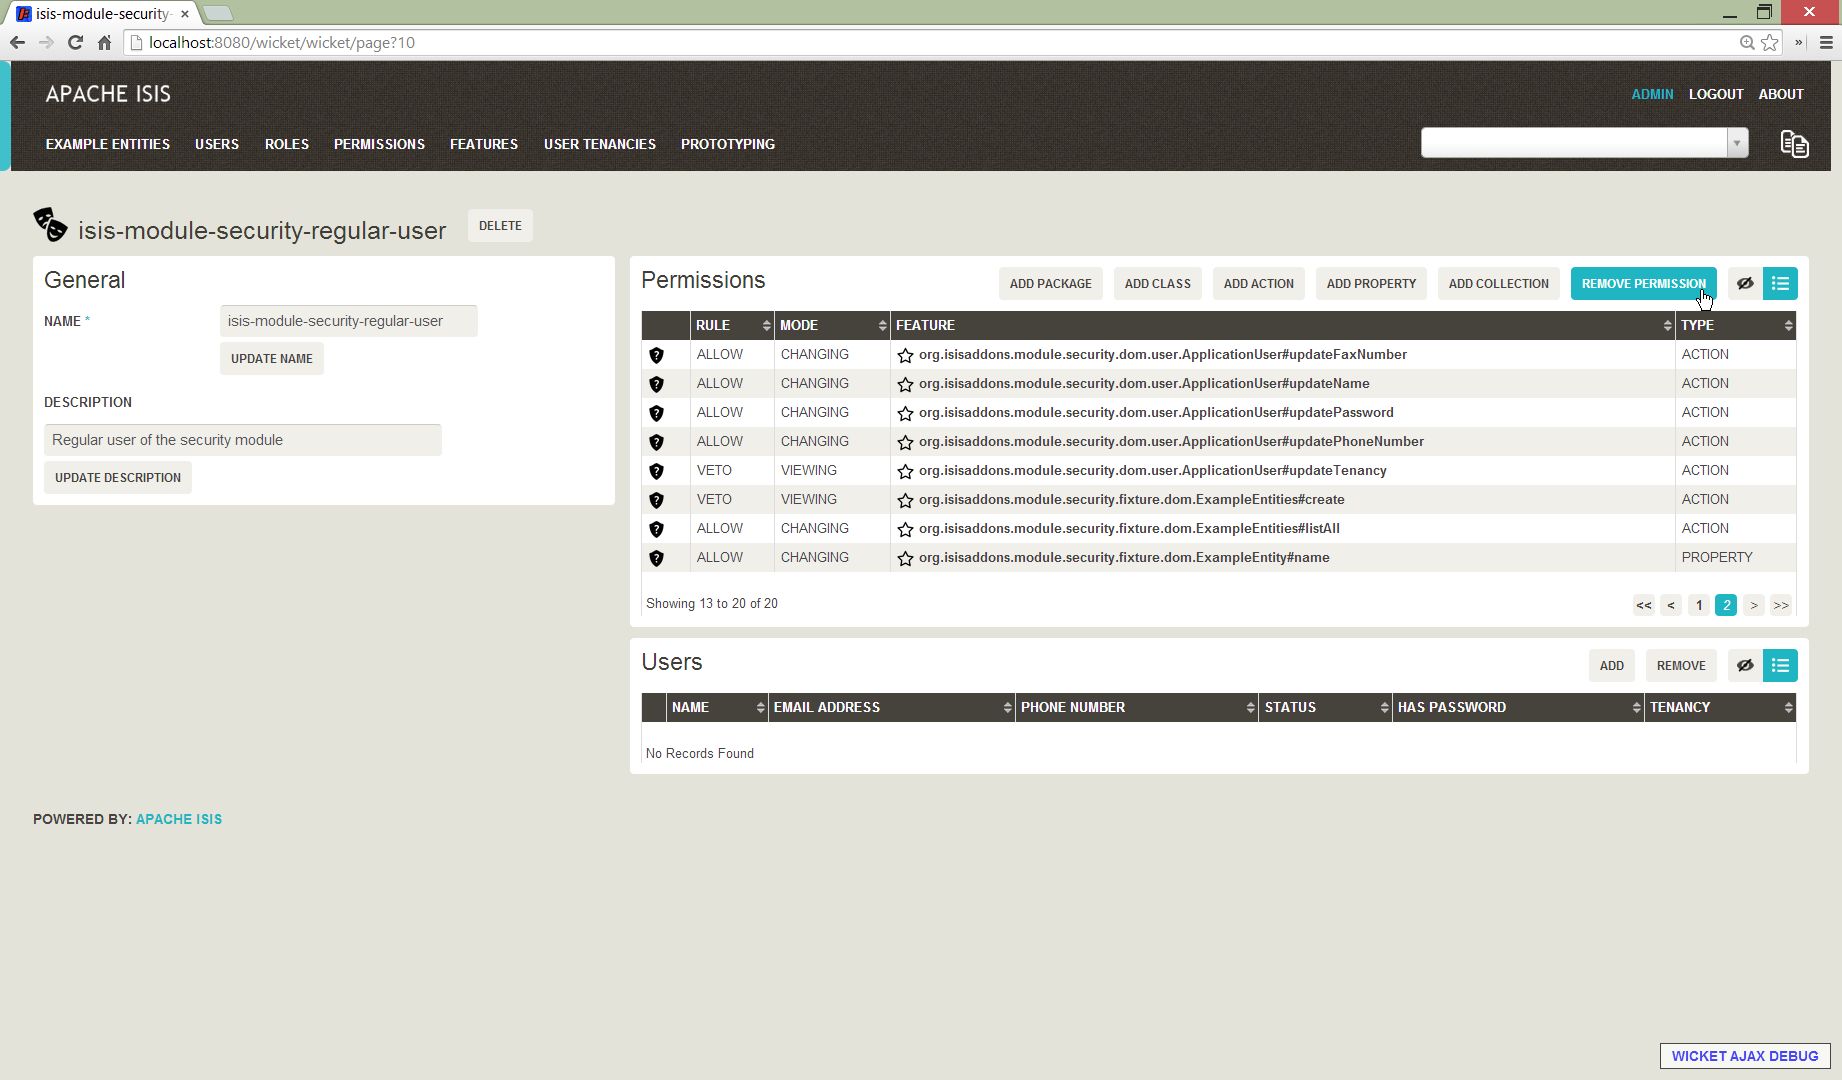 isis-module-security-
localhost:8080/wicket/wicket/page?10
APACHE ISIS
ADMIN LOGOUT ABOUT
EXAMPLE ENTITIES USERS ROLES PERMISSIONS FEATURES USER TENANCIES PROTOTYPING
isis-module-security-regular-user DELETE
General
NAME * isis-module-security-regular-user
UPDATE NAME
DESCRIPTION
Regular user of the security module
UPDATE DESCRIPTION
Permissions ADD PACKAGE ADD CLASS ADD ACTION ADD PROPERTY ADD COLLECTION REMOVE PERMISSION
RULE MODE FEATURE TYPE
ALLOW CHANGING org.isisaddons.module.security.dom.user.ApplicationUser#updateFaxNumber ACTION
ALLOW CHANGING org.isisaddons.module.security.dom.user.ApplicationUser#updateName ACTION
ALLOW CHANGING org.isisaddons.module.security.dom.user.ApplicationUser#updatePassword ACTION
ALLOW CHANGING org.isisaddons.module.security.dom.user.ApplicationUser#updatePhoneNumber ACTION
VETO VIEWING org.isisaddons.module.security.dom.user.ApplicationUser#updateTenancy ACTION
VETO VIEWING org.isisaddons.module.security.fixture.dom.ExampleEntities#create ACTION
ALLOW CHANGING org.isisaddons.module.security.fixture.dom.ExampleEntities#listAll ACTION
ALLOW CHANGING org.isisaddons.module.security.fixture.dom.ExampleEntity#name PROPERTY
Showing 13 to 20 of 20 << < 1 2 > >>
Users ADD REMOVE
NAME EMAIL ADDRESS PHONE NUMBER STATUS HAS PASSWORD TENANCY
No Records Found
POWERED BY: APACHE ISIS
WICKET AJAX DEBUG